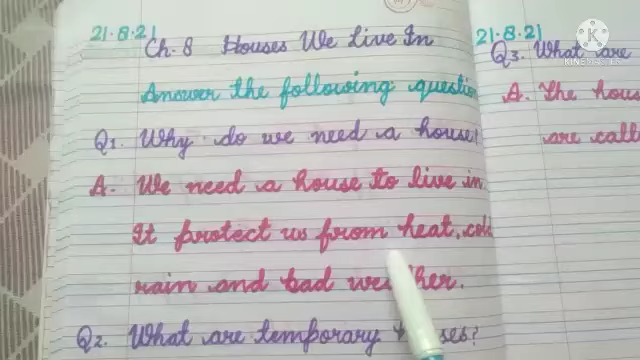 21.8.21
Ch. 8 Houses We Live In
Answer the following question
Q1. Why do we need a house?
A. We need a house to live in.
It protect us from heat, cold
rain and bad weather.
Q2. What are temporary houses?
21.8.21
Q3. What are
A. The hous
are calle
KINEMASTER